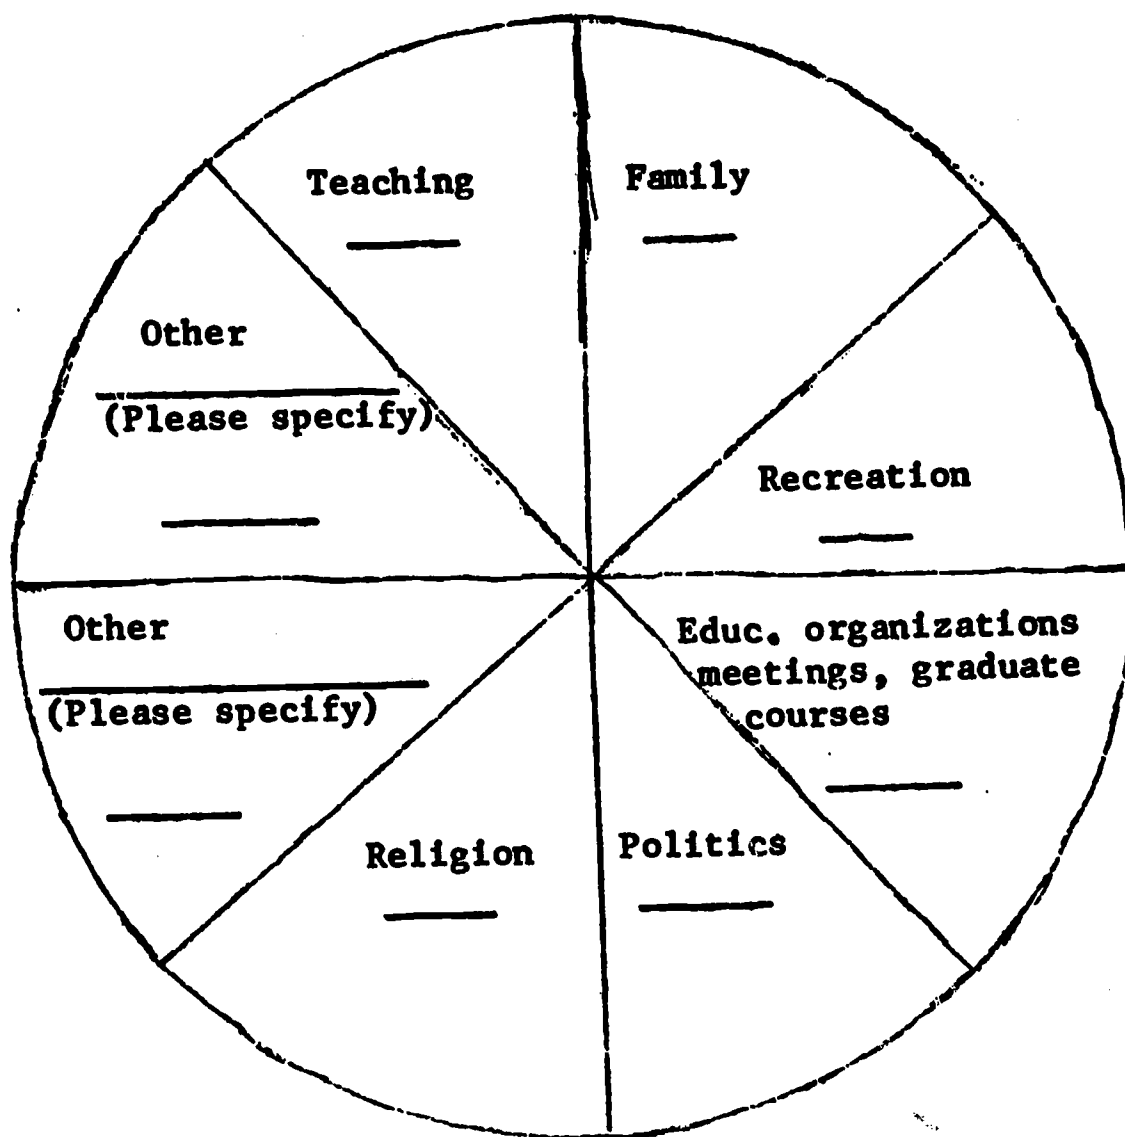 Teaching
Family
Other
(Please specify)
Recreation
Other
(Please specify)
Educ. organizations
meetings, graduate
courses
Religion
Politics